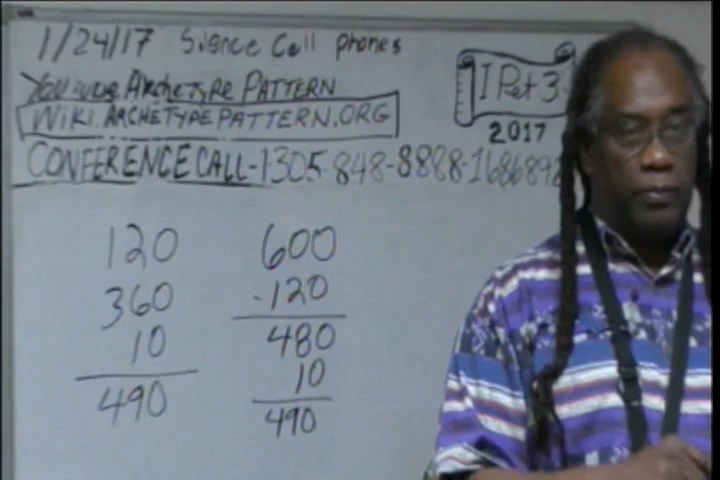 1/24/17 Silence Cell phones
YouTube ARCHETYPE PATTERN
WIKI ARCHETYPEPATTERN.ORG
I Pet 3:
2017
CONFERENCE CALL-1305-848-8888-1686892
120
360
10
490
600
-120
480
10
490